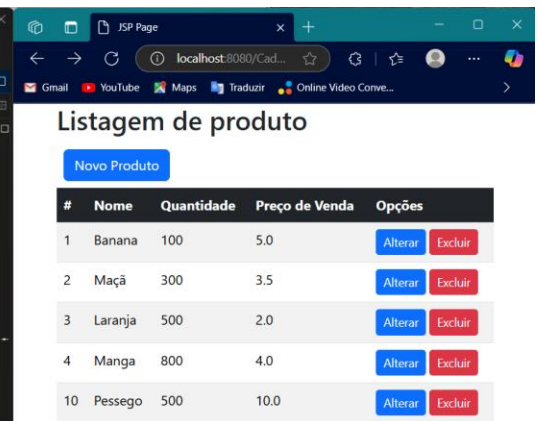 JSP Page
localhost:8080/Cad...
Gmail YouTube Maps Traduzir Online Video Conve...
Listagem de produto
Novo Produto
# Nome Quantidade Preço de Venda Opções
1 Banana 100 5.0 Alterar Excluir
2 Maçã 300 3.5 Alterar Excluir
3 Laranja 500 2.0 Alterar Excluir
4 Manga 800 4.0 Alterar Excluir
10 Pessego 500 10.0 Alterar Excluir